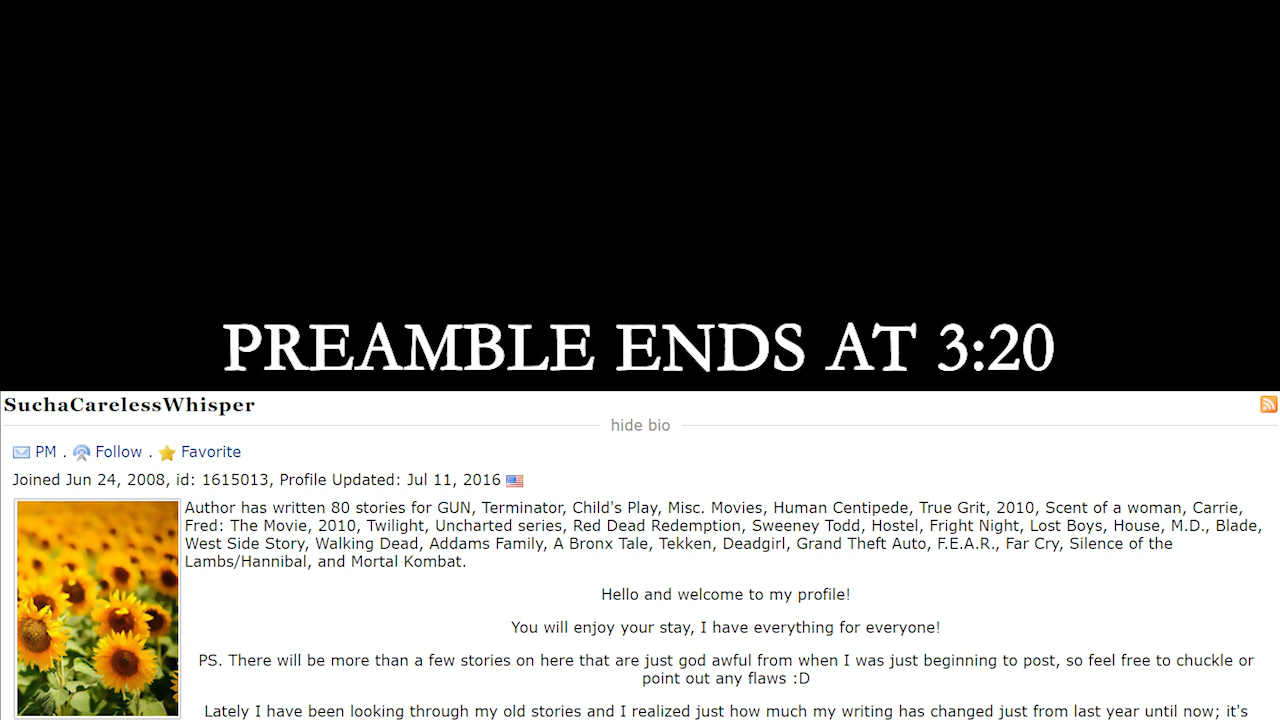 PREAMBLE ENDS AT 3:20
SuchaCarelessWhisper
hide bio
PM . Follow . Favorite
Joined Jun 24, 2008, id: 1615013, Profile Updated: Jul 11, 2016
Author has written 80 stories for GUN, Terminator, Child's Play, Misc. Movies, Human Centipede, True Grit, 2010, Scent of a woman, Carrie,
Fred: The Movie, 2010, Twilight, Uncharted series, Red Dead Redemption, Sweeney Todd, Hostel, Fright Night, Lost Boys, House, M.D., Blade,
West Side Story, Walking Dead, Addams Family, A Bronx Tale, Tekken, Deadgirl, Grand Theft Auto, F.E.A.R., Far Cry, Silence of the
Lambs/Hannibal, and Mortal Kombat.
Hello and welcome to my profile!
You will enjoy your stay, I have everything for everyone!
PS. There will be more than a few stories on here that are just god awful from when I was just beginning to post, so feel free to chuckle or
point out any flaws :D
Lately I have been looking through my old stories and I realized just how much my writing has changed just from last year until now; it's